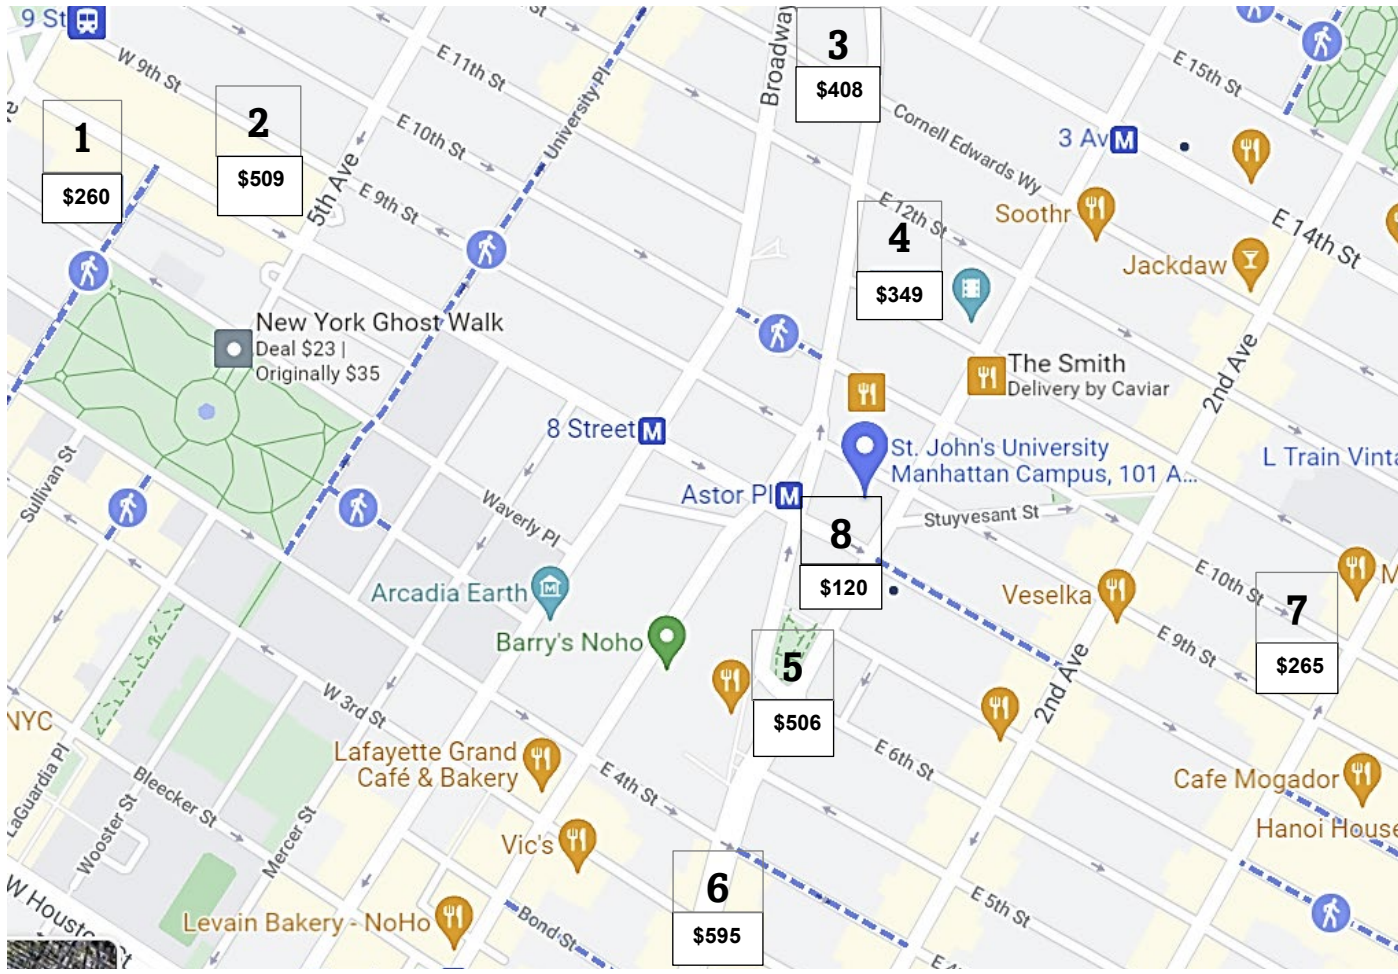 9 St
W 9th St
1
$260
2
$509
5th Ave
E 11th St
E 10th St
E 9th St
University Pl
Broadway
3
$408
Cornell Edwards Wy
E 15th St
3 Av
M
E 12th St
4
$349
Soothr
Jackdaw
E 14th St
2nd Ave
New York Ghost Walk
Deal $23 |
Originally $35
The Smith
Delivery by Caviar
8 Street
M
St. John's University
Manhattan Campus, 101 A...
L Train Vinta
Sullivan St
Astor Pl
M
Waverly Pl
8
$120
Stuyvesant St
Arcadia Earth
M
Barry's Noho
Veselka
E 10th St
M
7
$265
E 9th St
2nd Ave
5
$506
NYC
W 3rd St
LaGuardia Pl
Bleecker St
Wooster St
Mercer St
Lafayette Grand
Café & Bakery
E 4th St
E 6th St
Cafe Mogador
Hanoi House
Vic's
6
$595
E 5th St
W Houston St
Levain Bakery - NoHo
Bond St